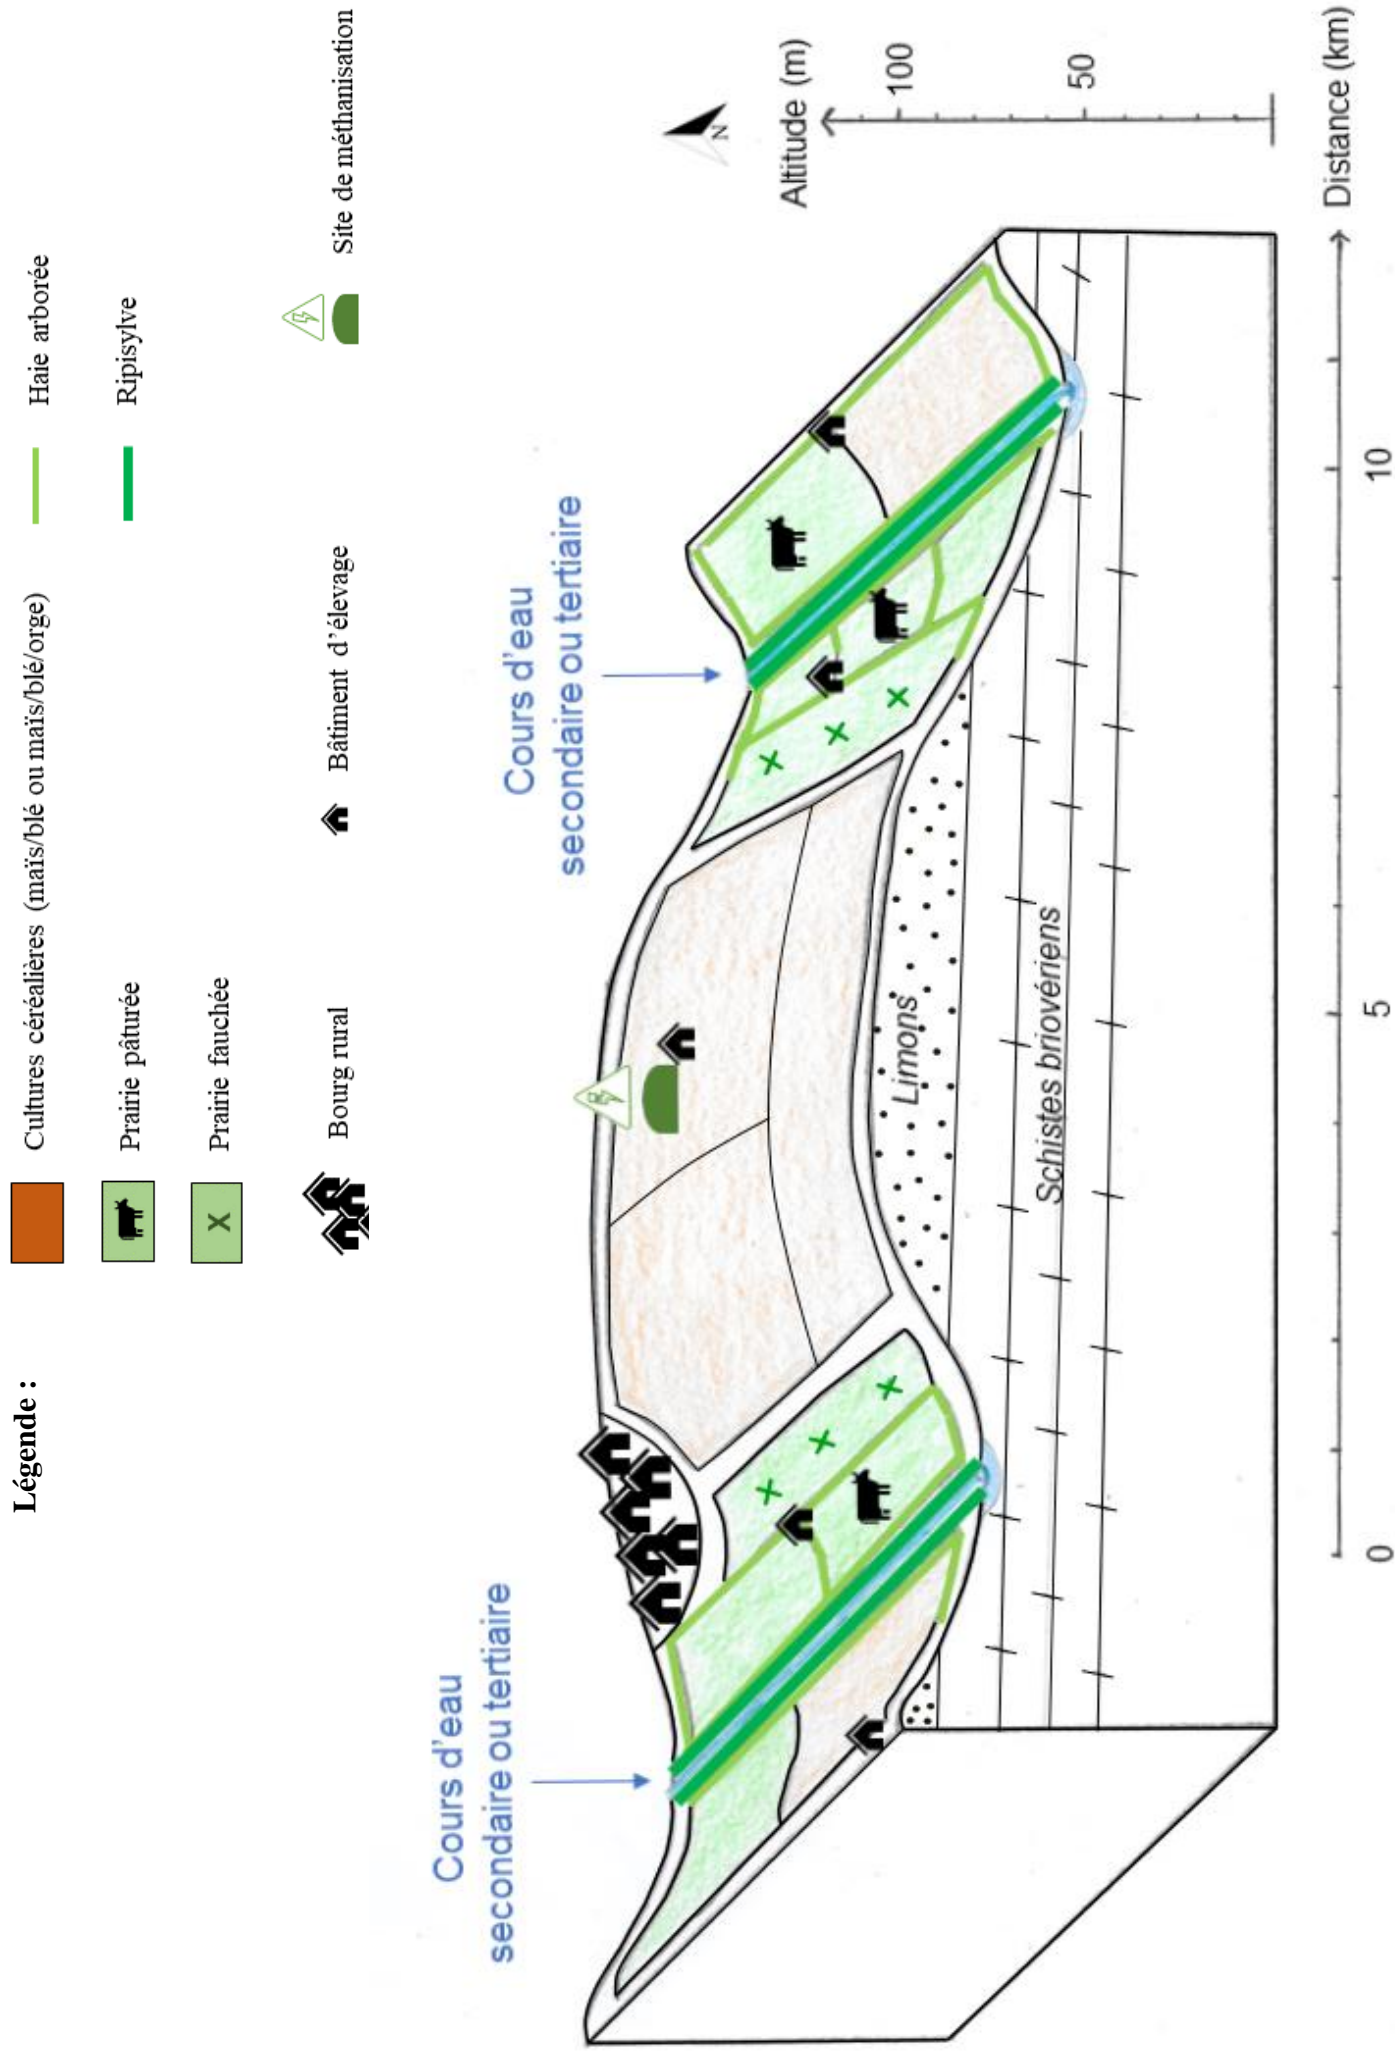 Légende :
Cultures céréalières (maïs/blé ou maïs/blé/orge)
Haie arborée
Prairie pâturée
Ripisylve
X
Prairie fauchée
Bourg rural
Bâtiment d'élevage
Site de méthanisation
Cours d'eau
secondaire ou tertiaire
Cours d'eau
secondaire ou tertiaire
N
Altitude (m)
100
50
Limons
Schistes briovériens
Distance (km)
0
5
10